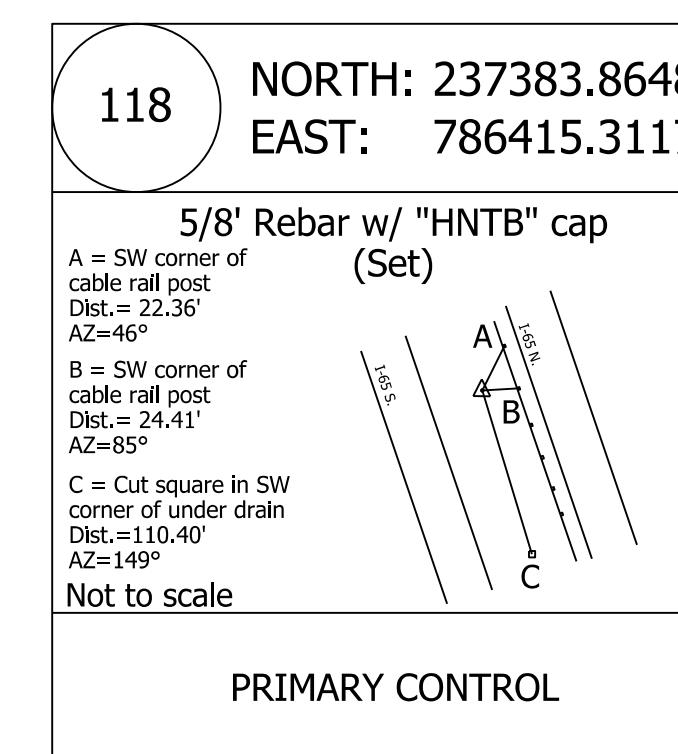 118
NORTH: 237383.8648
EAST: 786415.3117
5/8' Rebar w/ "HNTB" cap
(Set)
A = SW corner of
cable rail post
Dist.= 22.36'
AZ=46°
B = SW corner of
cable rail post
Dist.= 24.41'
AZ=85°
C = Cut square in SW
corner of under drain
Dist.=110.40'
AZ=149°
Not to scale
I-65 S.
A
I-65 N.
B
C
PRIMARY CONTROL